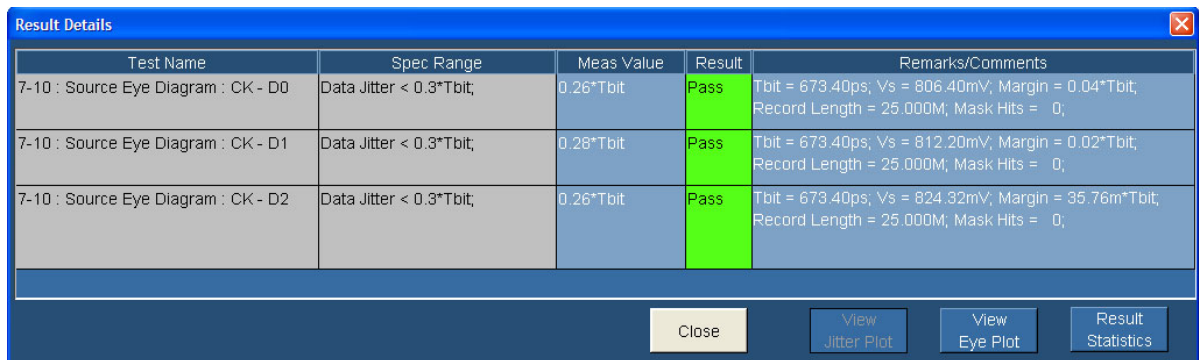 Result Details
Test Name Spec Range Meas Value Result Remarks/Comments
7-10 : Source Eye Diagram : CK - D0 Data Jitter < 0.3*Tbit; 0.26*Tbit Pass Tbit = 673.40ps; Vs = 806.40mV; Margin = 0.04*Tbit;
Record Length = 25.000M; Mask Hits = 0;
7-10 : Source Eye Diagram : CK - D1 Data Jitter < 0.3*Tbit; 0.28*Tbit Pass Tbit = 673.40ps; Vs = 812.20mV; Margin = 0.02*Tbit;
Record Length = 25.000M; Mask Hits = 0;
7-10 : Source Eye Diagram : CK - D2 Data Jitter < 0.3*Tbit; 0.26*Tbit Pass Tbit = 673.40ps; Vs = 824.32mV; Margin = 35.76m*Tbit;
Record Length = 25.000M; Mask Hits = 0;
Close
View
Jitter Plot
View
Eye Plot
Result
Statistics